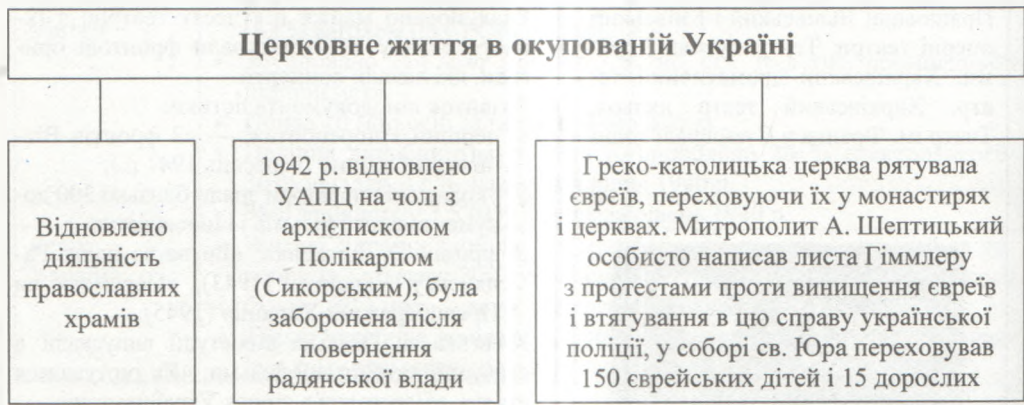 Церковне життя в окупованій Україні
Відновлено
діяльність
православних
храмів
1942 р. відновлено
УАПЦ на чолі з
архієпископом
Полікарпом
(Сикорським); була
заборонена після
повернення
радянської влади
Греко-католицька церква рятувала
євреїв, переховуючи їх у монастирях
і церквах. Митрополит А. Шептицький
особисто написав листа Гіммлеру
з протестами проти винищення євреїв
і втягування в цю справу української
поліції, у соборі св. Юра переховував
150 єврейських дітей і 15 дорослих